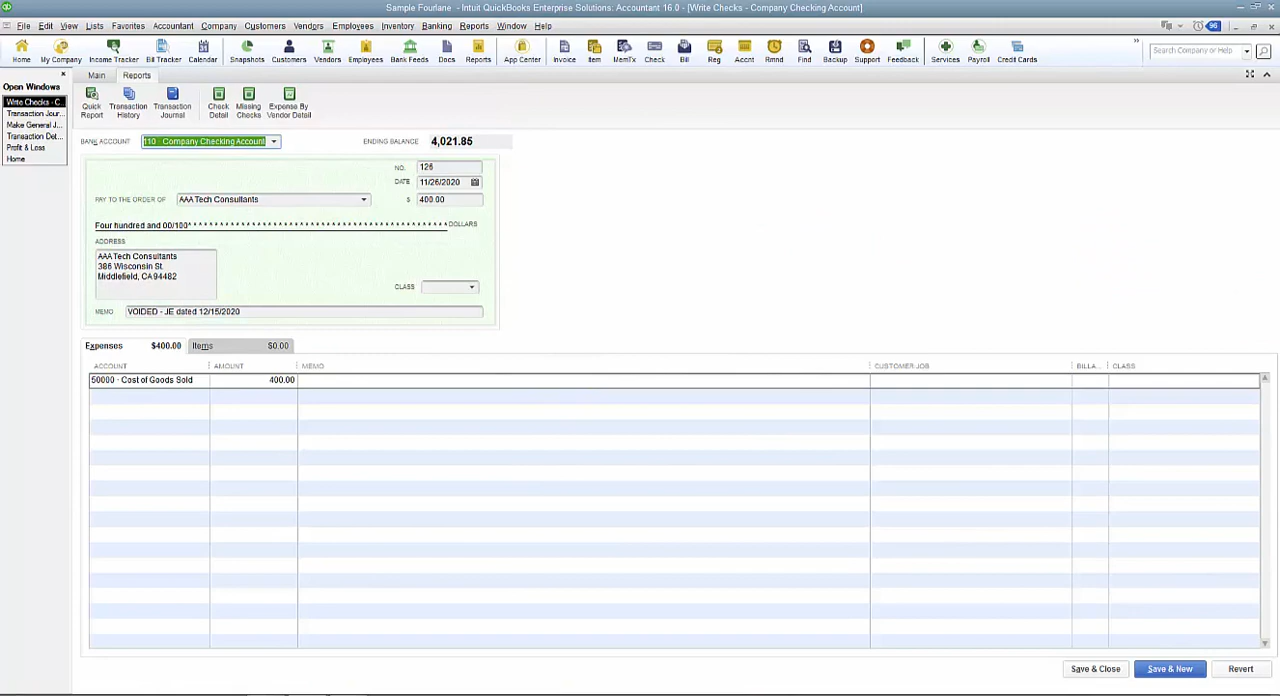 Sample Fourlane - Intuit QuickBooks Enterprise Solutions: Accountant 16.0 - [Write Checks - Company Checking Account]
File Edit View Lists Favorites Accountant Company Customers Vendors Employees Inventory Banking Reports Window Help
96
Home My Company Income Tracker Bill Tracker Calendar Snapshots Customers Vendors Employees Bank Feeds Docs Reports App Center Invoice Item MemTx Check Bill Reg Accnt Rmnd Find Backup Support Feedback Services Payroll Credit Cards
Search Company or Help
Open Windows
Write Checks - C...
Transaction Jour...
Make General J...
Transaction Det...
Profit & Loss
Home
Main Reports
Quick Report
Transaction History
Transaction Journal
Check Detail
Missing Checks
Expense By Vendor Detail
BANK ACCOUNT 110 · Company Checking Account ENDING BALANCE 4,021.85
NO. 126
DATE 11/26/2020
PAY TO THE ORDER OF AAA Tech Consultants $ 400.00
Four hundred and 00/100* * * * * * * * * * * * * * * * * * * * * * * * * * * * * * * * * * * * * * * * * * DOLLARS
ADDRESS
AAA Tech Consultants
386 Wisconsin St.
Middlefield, CA 94482
CLASS
MEMO VOIDED - JE dated 12/15/2020
Expenses $400.00 Items $0.00
ACCOUNT AMOUNT MEMO CUSTOMER:JOB BILLA... CLASS
50000 · Cost of Goods Sold 400.00
Save & Close Save & New Revert